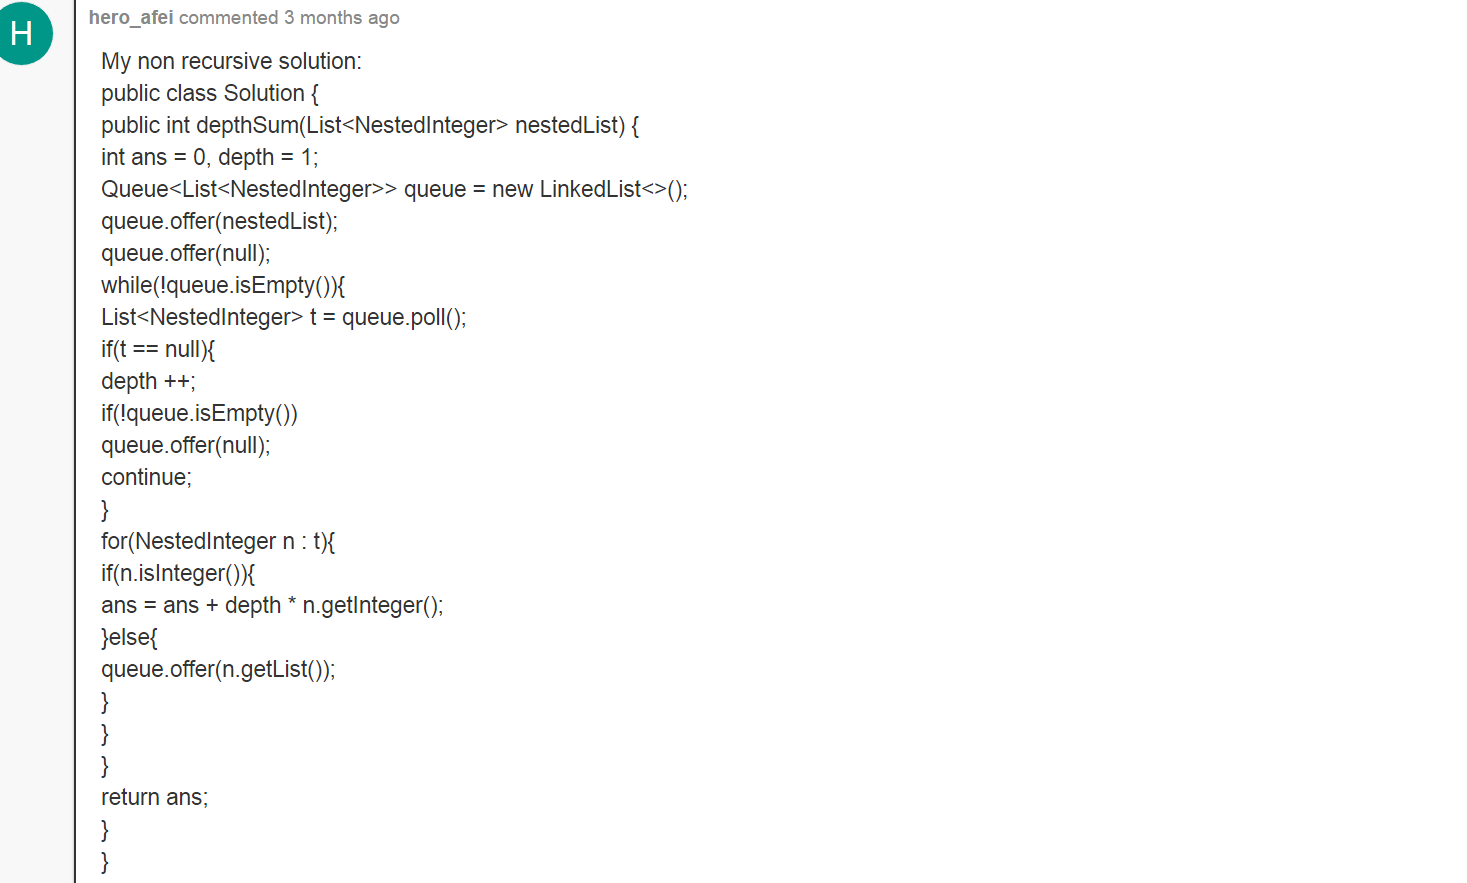 H
hero_afei commented 3 months ago
My non recursive solution:
public class Solution {
public int depthSum(List<NestedInteger> nestedList) {
int ans = 0, depth = 1;
Queue<List<NestedInteger>> queue = new LinkedList<>();
queue.offer(nestedList);
queue.offer(null);
while(!queue.isEmpty()){
List<NestedInteger> t = queue.poll();
if(t == null){
depth ++;
if(!queue.isEmpty())
queue.offer(null);
continue;
}
for(NestedInteger n : t){
if(n.isInteger()){
ans = ans + depth * n.getInteger();
}else{
queue.offer(n.getList());
}
}
}
return ans;
}
}